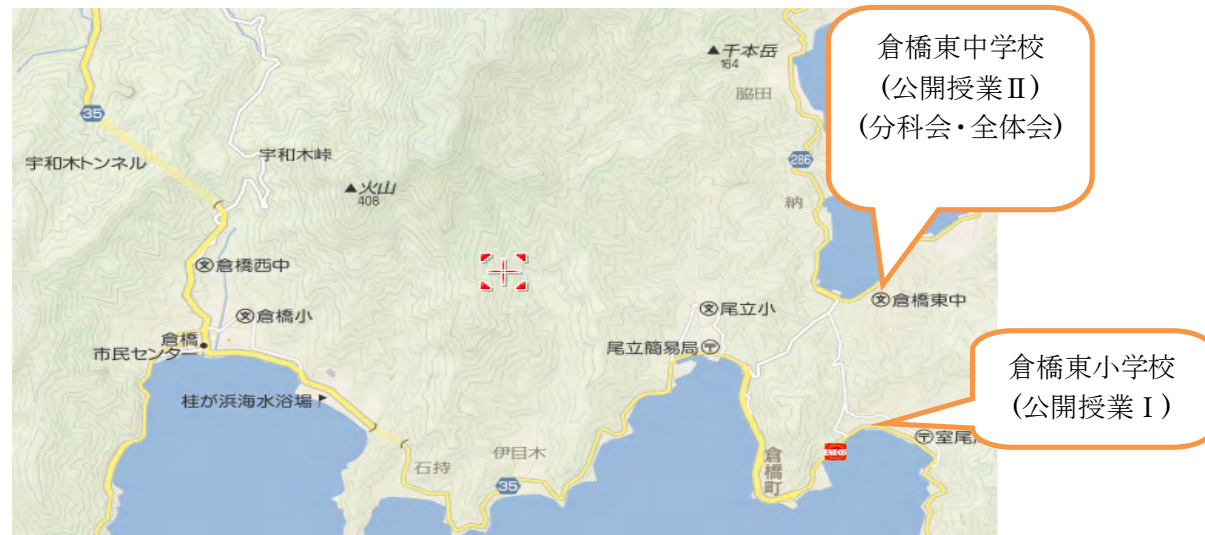 倉橋東中学校
(公開授業Ⅱ)
(分科会・全体会)
▲千本岳
164
脇田
35
286
宇和木トンネル
宇和木峠
▲火山
408
納
文倉橋西中
文倉橋小
文尾立小
文倉橋東中
倉橋
市民センター
尾立簡易局〒
倉橋東小学校
(公開授業Ⅰ)
桂が浜海水浴場
〒室尾
ENEOS
石持
伊目木
35
倉橋町